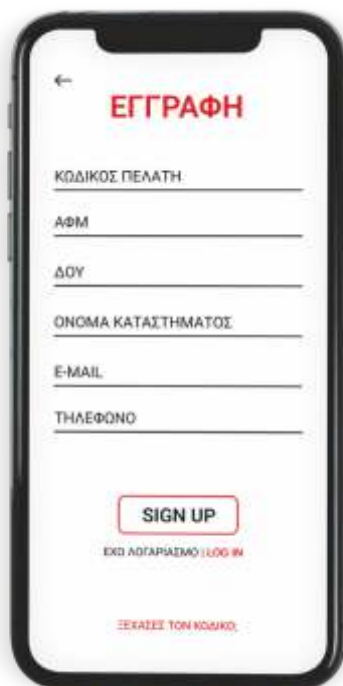 ΕΓΓΡΑΦΗ
ΚΩΔΙΚΟΣ ΠΕΛΑΤΗ
ΑΦΜ
ΔΟΥ
ΟΝΟΜΑ ΚΑΤΑΣΤΗΜΑΤΟΣ
E-MAIL
ΤΗΛΕΦΩΝΟ
SIGN UP
ΕΧΩ ΛΟΓΑΡΙΑΣΜΟ | LOG IN
ΞΕΧΑΣΕΣ ΤΟΝ ΚΩΔΙΚΟ;